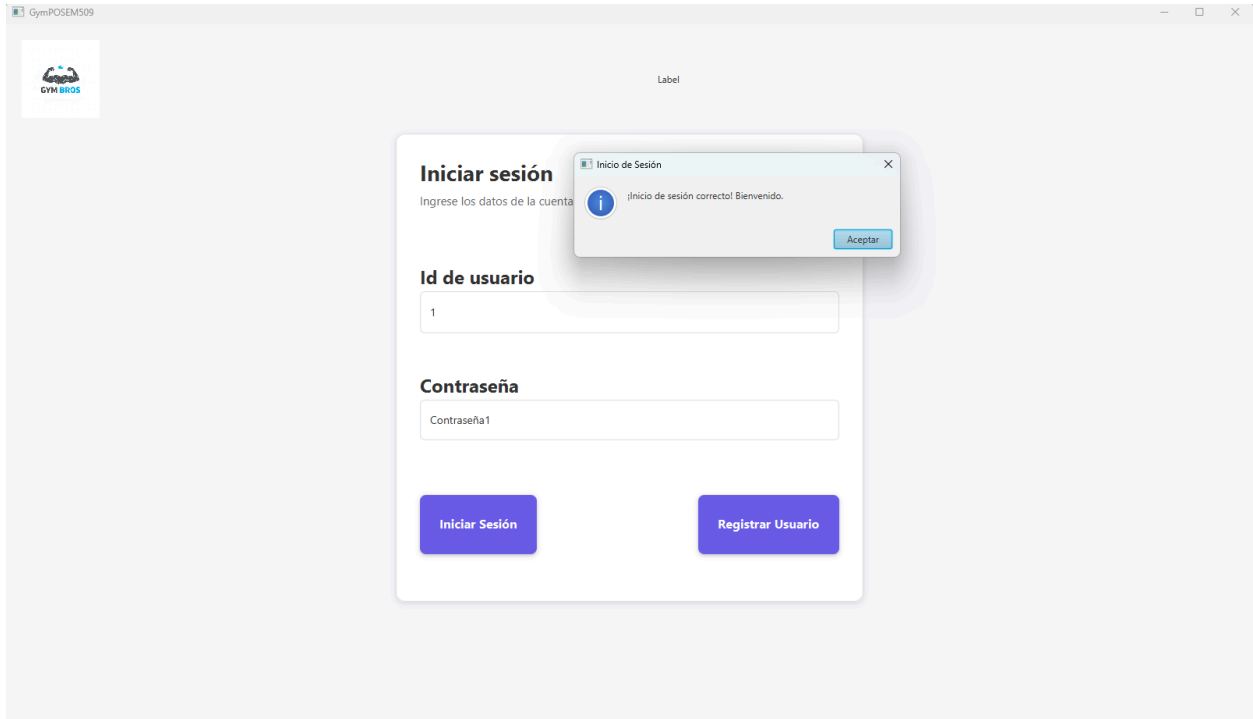 GymPOSEM509
GYM BROS
Label
Iniciar sesión
Ingrese los datos de la cuenta
Inicio de Sesión
¡Inicio de sesión correcto! Bienvenido.
Aceptar
Id de usuario
1
Contraseña
Contraseña1
Iniciar Sesión
Registrar Usuario